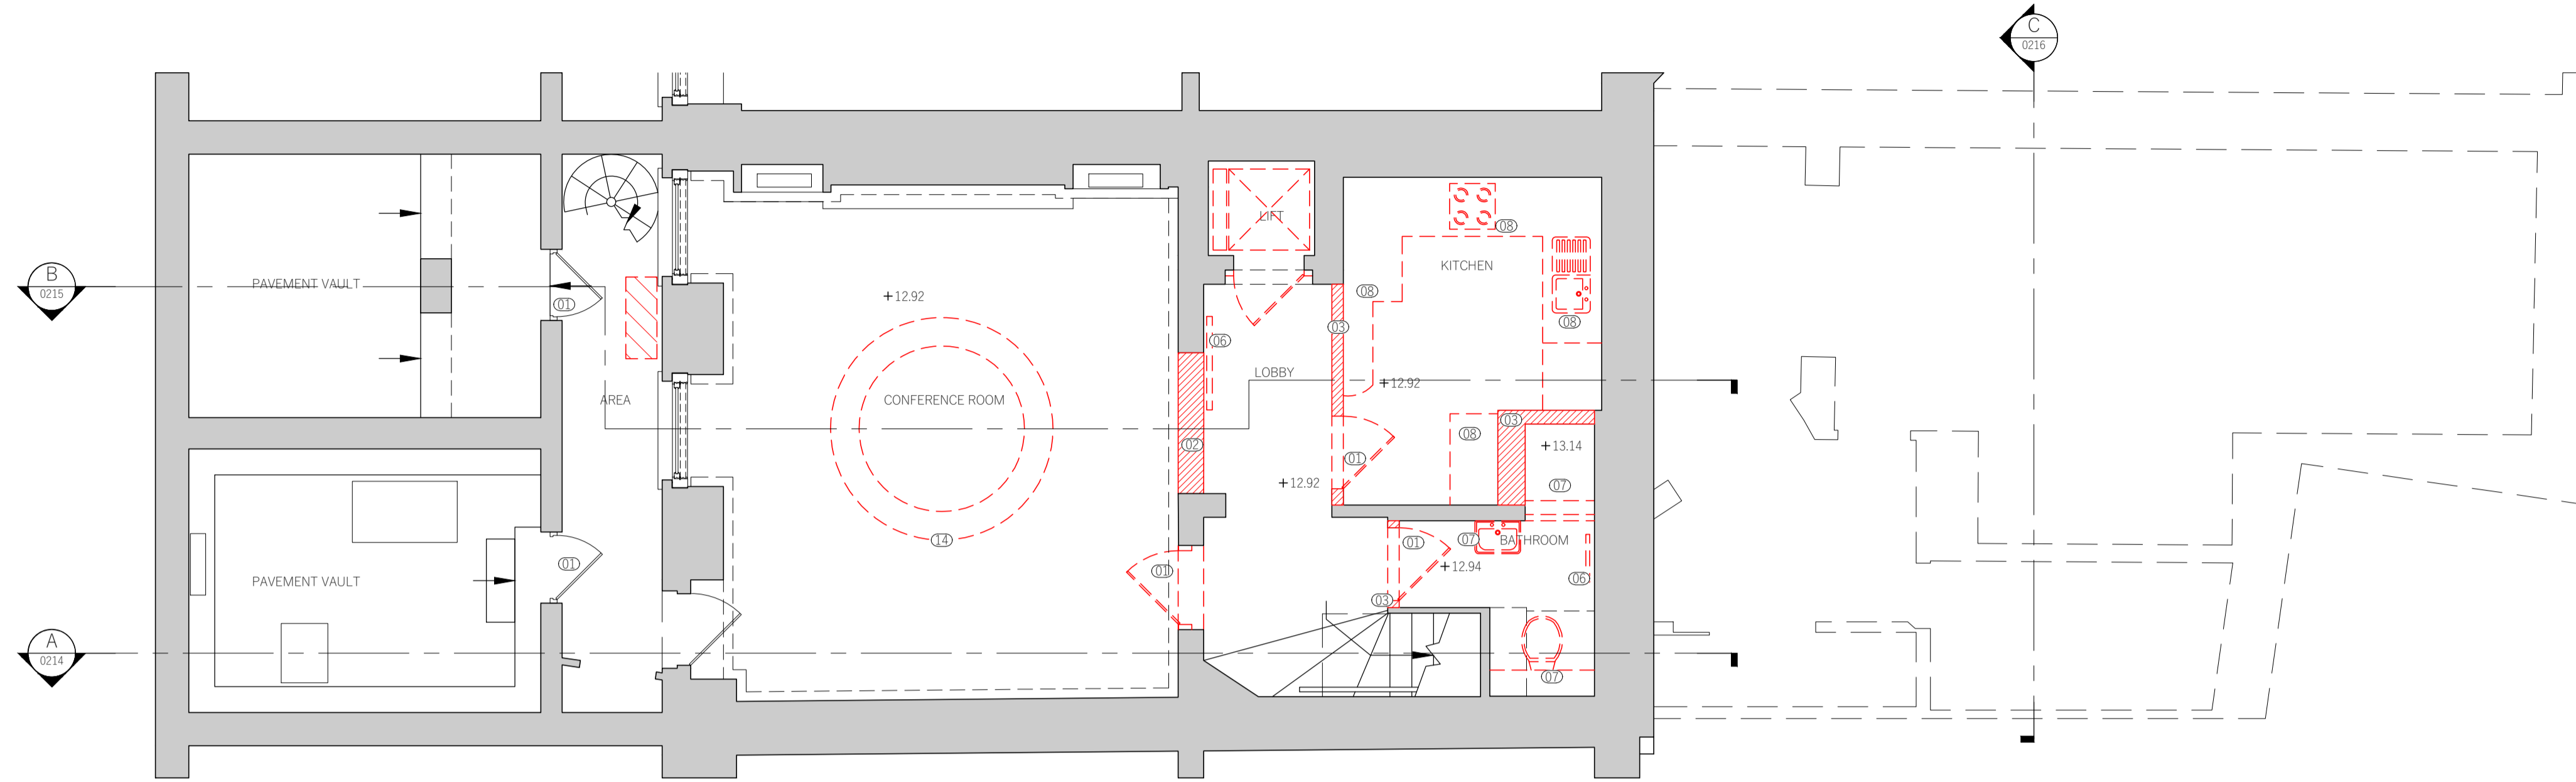 C
0216
LIFT
08
KITCHEN
PAVEMENT VAULT
B
0215
01
+12.92
08
08
03
06
LOBBY
+12.92
AREA
CONFERENCE ROOM
03
08
02
+13.14
01
+12.92
07
14
01
07
BATHROOM
01
01
+12.94
06
PAVEMENT VAULT
03
A
0214
07